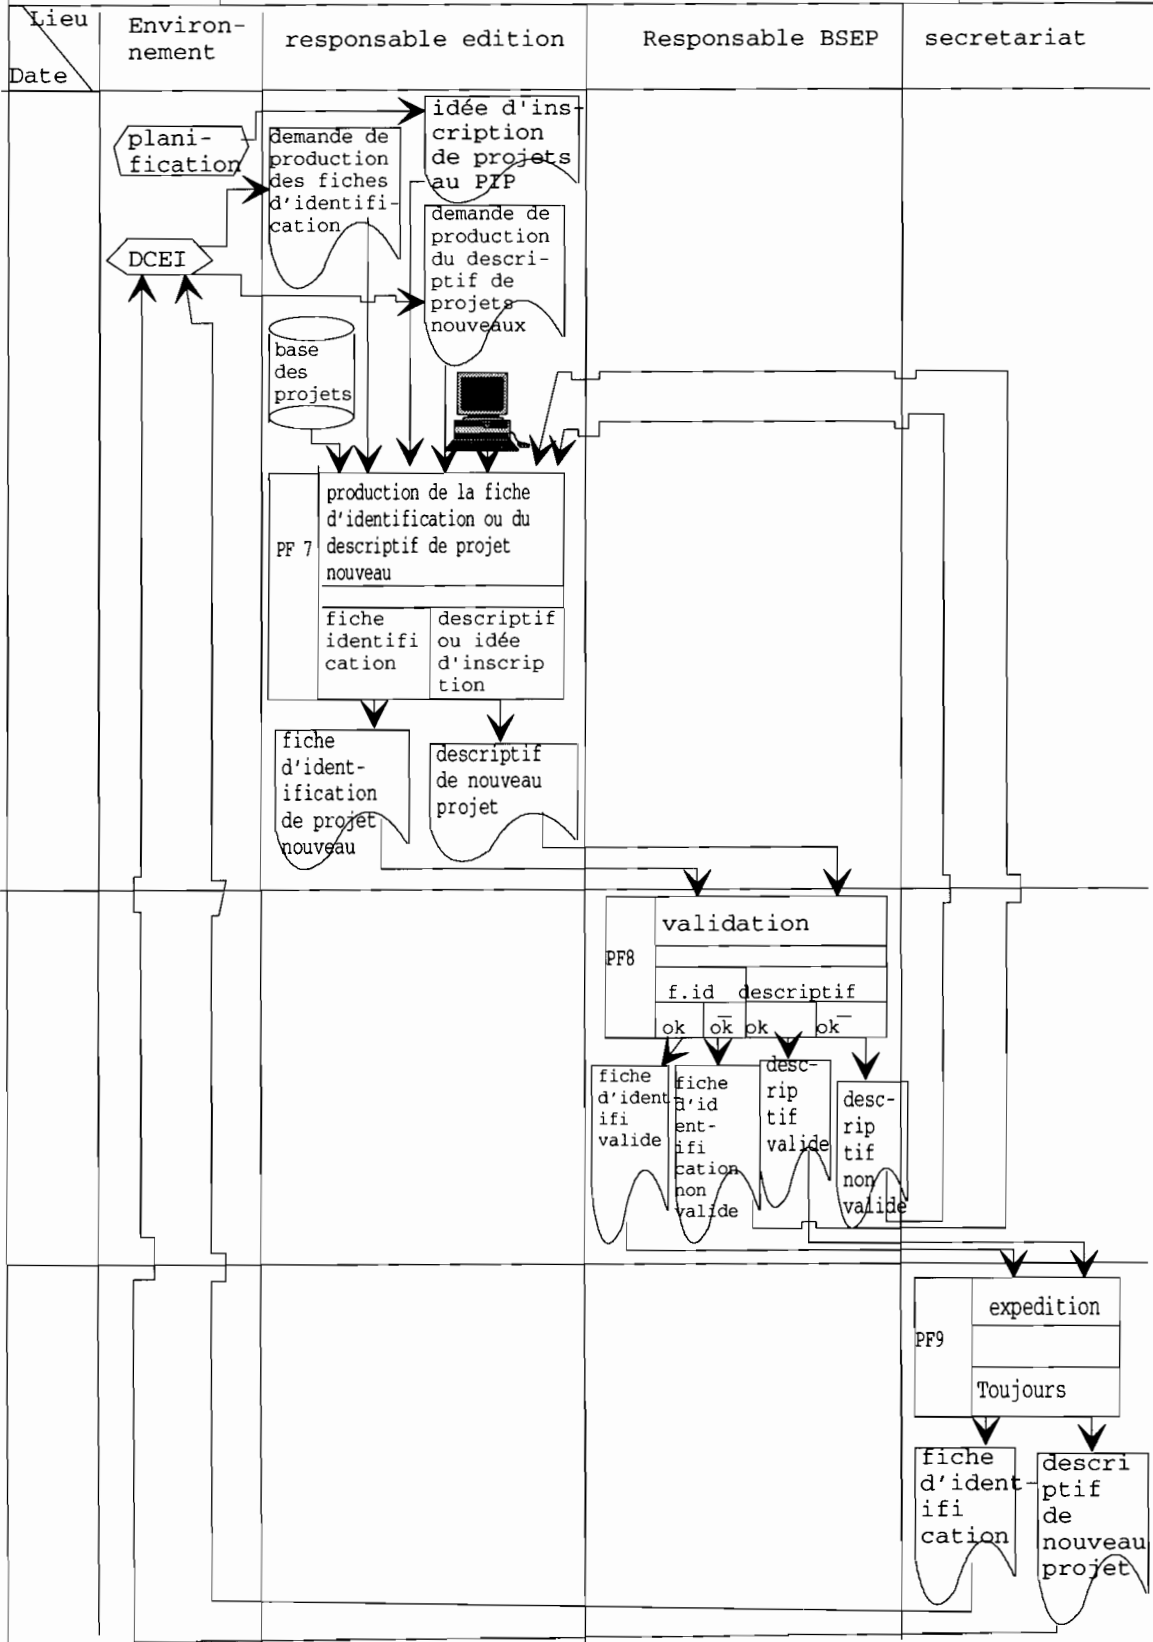 Lieu
Date
Environ-
nement
responsable edition
Responsable BSEP
secretariat
plani-
fication
demande de
production
des fiches
d'identifi-
cation
idée d'ins-
cription
de projets
au PIP
DCEI
demande de
production
du descri-
ptif de
projets
nouveaux
base
des
projets
PF 7
production de la fiche
d'identification ou du
descriptif de projet
nouveau
fiche
identifi
cation
descriptif
ou idée
d'inscrip
tion
fiche
d'ident-
ification
de projet
nouveau
descriptif
de nouveau
projet
PF8
validation
f.id
descriptif
ok
ok
ok
ok
fiche
d'ident-
ifi
valide
fiche
d'id
ent-
ifi
cation
non
valide
desc-
rip
tif
valide
desc-
rip
tif
non
valide
PF9
expedition
Toujours
fiche
d'ident-
ifi
cation
descri
ptif
de
nouveau
projet